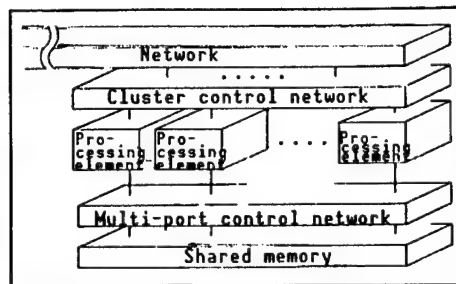 Network
.....
Cluster control network
Pro-
cessing
element
Pro-
cessing
element
....
Pro-
cessing
element
Multi-port control network
Shared memory